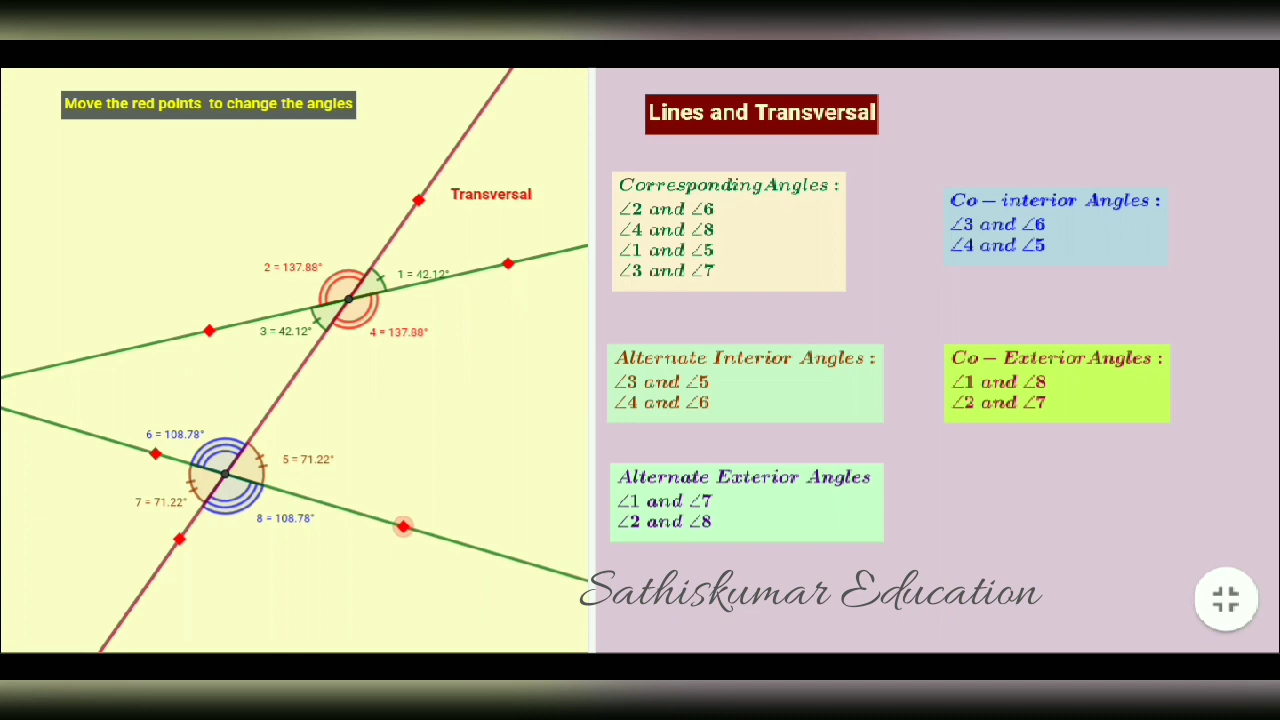 Move the red points to change the angles
Transversal
2 = 137.88°
1 = 42.12°
3 = 42.12°
4 = 137.88°
6 = 108.78°
5 = 71.22°
7 = 71.22°
8 = 108.78°
Lines and Transversal
Corresponding Angles :
∠2 and ∠6
∠4 and ∠8
∠1 and ∠5
∠3 and ∠7
Co - interior Angles :
∠3 and ∠6
∠4 and ∠5
Alternate Interior Angles :
∠3 and ∠5
∠4 and ∠6
Co - Exterior Angles :
∠1 and ∠8
∠2 and ∠7
Alternate Exterior Angles
∠1 and ∠7
∠2 and ∠8
Sathiskumar Education